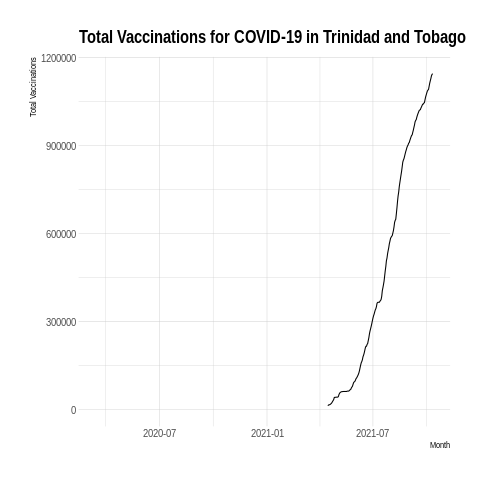 Total Vaccinations for COVID-19 in Trinidad and Tobago
Total Vaccinations
1200000
900000
600000
300000
0
2020-07 2021-01 2021-07
Month